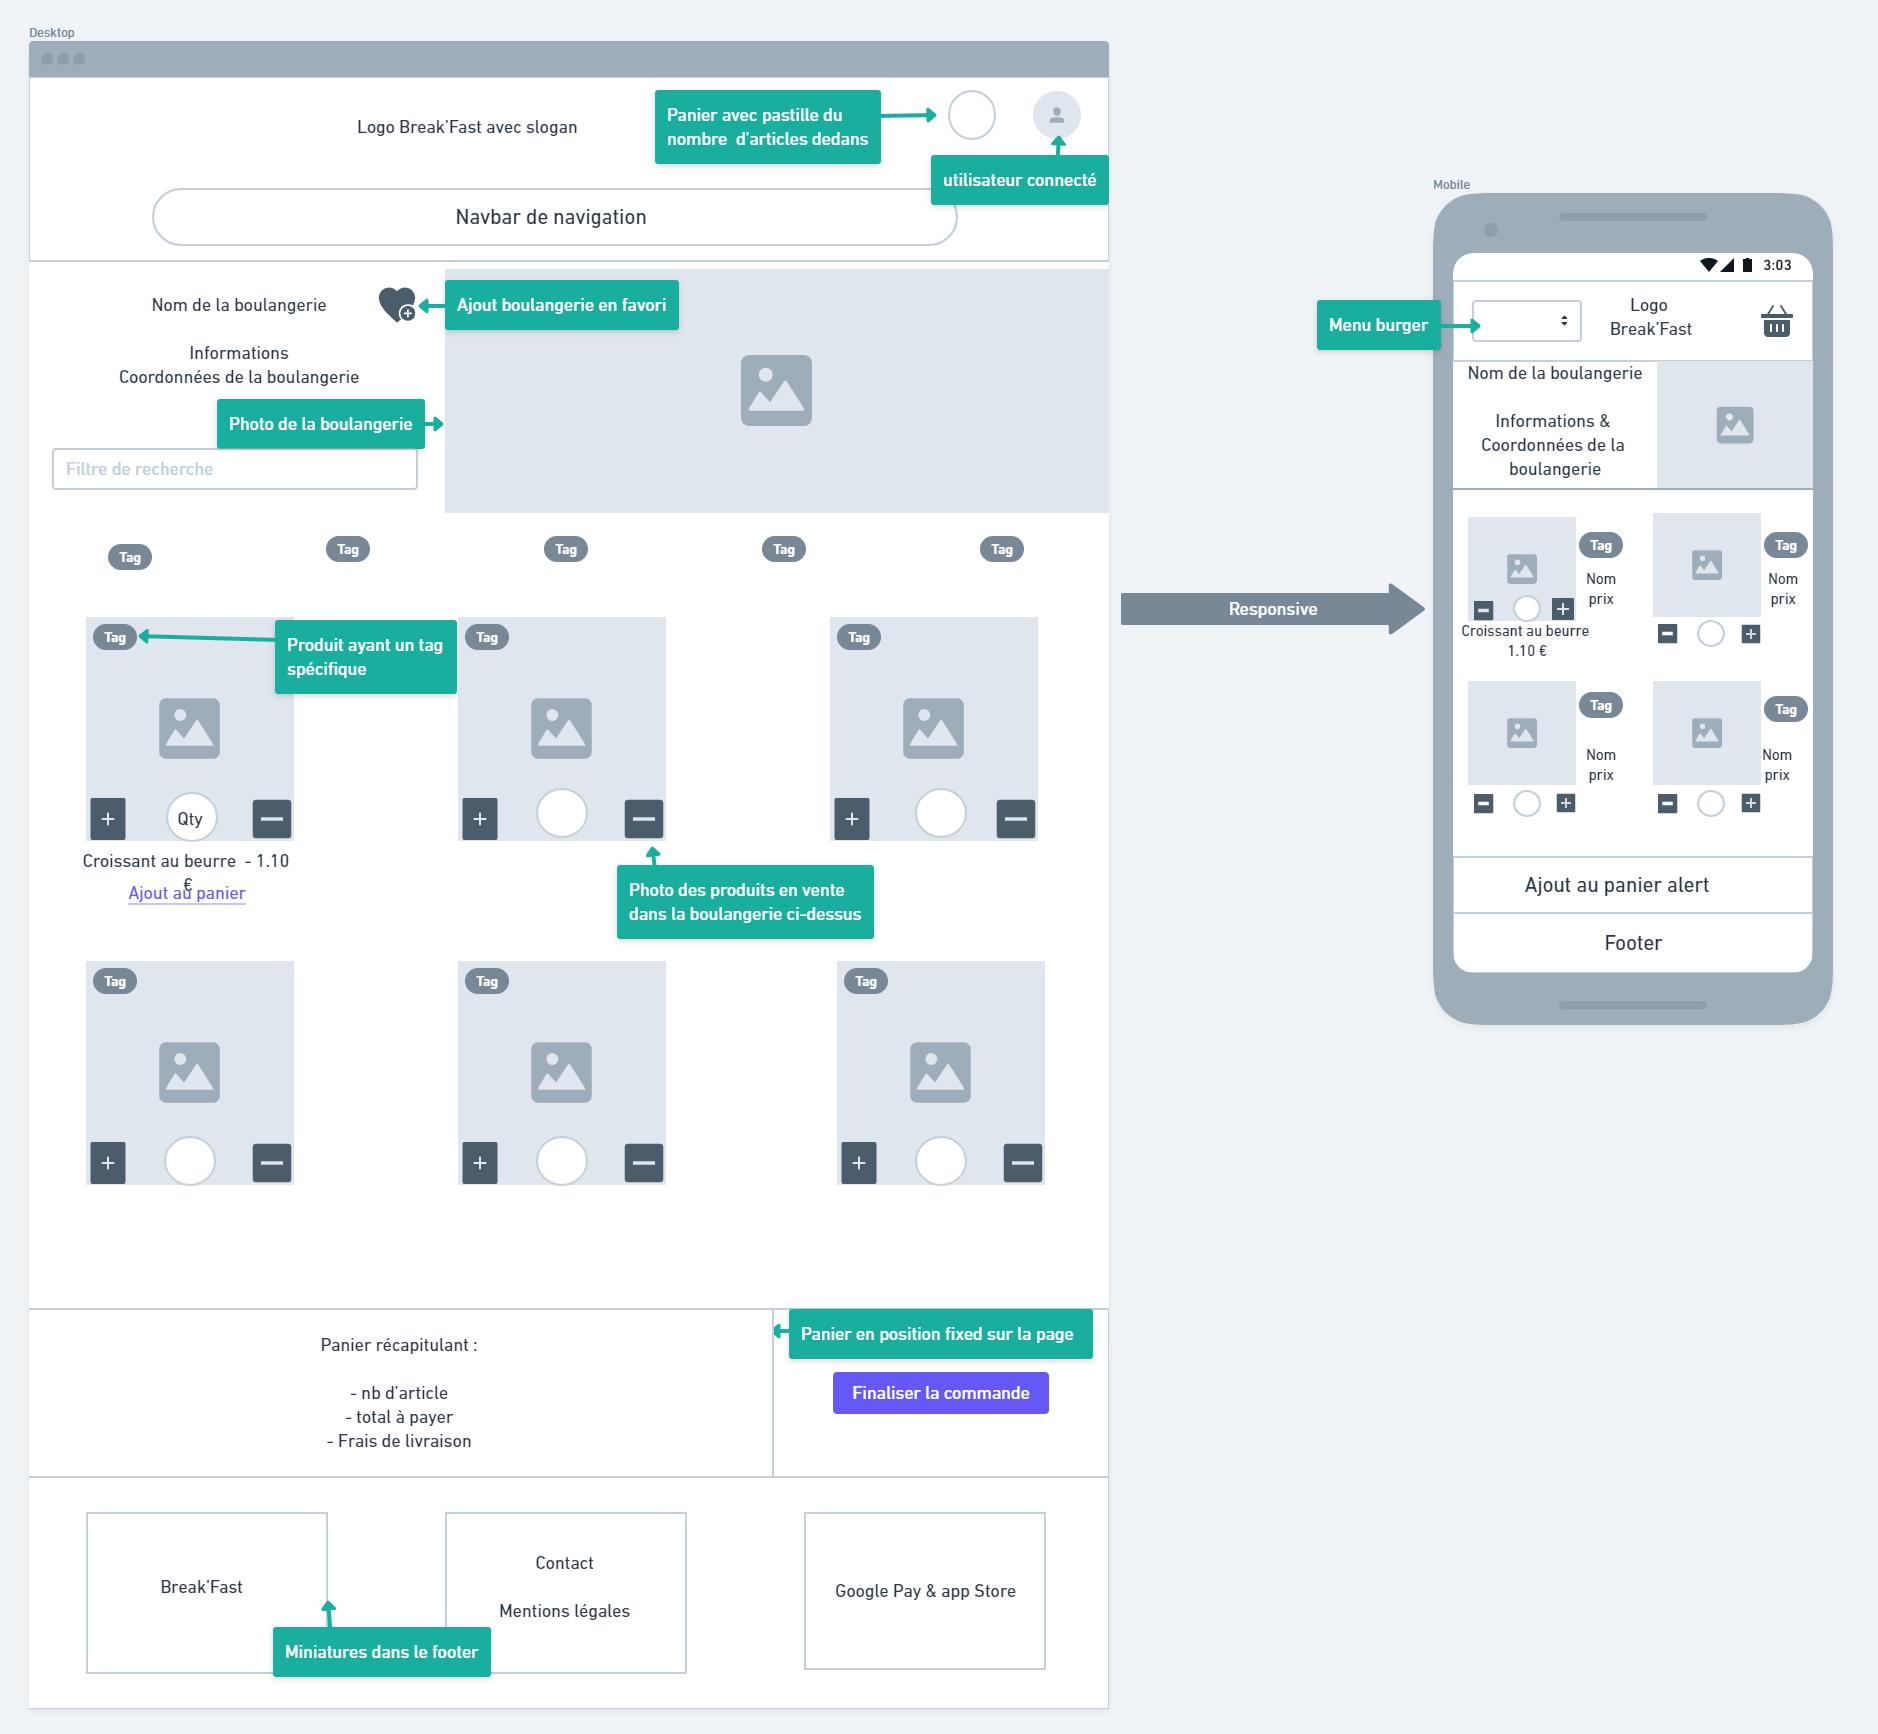 Desktop
Logo Break'Fast avec slogan
Panier avec pastille du
nombre d'articles dedans
utilisateur connecté
Navbar de navigation
Nom de la boulangerie
Ajout boulangerie en favori
Informations
Coordonnées de la boulangerie
Photo de la boulangerie
Filtre de recherche
Tag
Tag
Tag
Tag
Tag
Tag
Produit ayant un tag
spécifique
Tag
Tag
+
Qty
+
+
Croissant au beurre - 1.10
€
Ajout au panier
Photo des produits en vente
dans la boulangerie ci-dessus
Tag
Tag
Tag
+
+
+
Panier récapitulant :
- nb d'article
- total à payer
- Frais de livraison
Panier en position fixed sur la page
Finaliser la commande
Break'Fast
Contact
Mentions légales
Google Pay & app Store
Miniatures dans le footer
Responsive
Mobile
3:03
Menu burger
Logo
Break'Fast
Nom de la boulangerie
Informations &
Coordonnées de la
boulangerie
Tag
Nom
prix
Croissant au beurre
1.10 €
Tag
Nom
prix
Tag
Nom
prix
Tag
Nom
prix
Ajout au panier alert
Footer